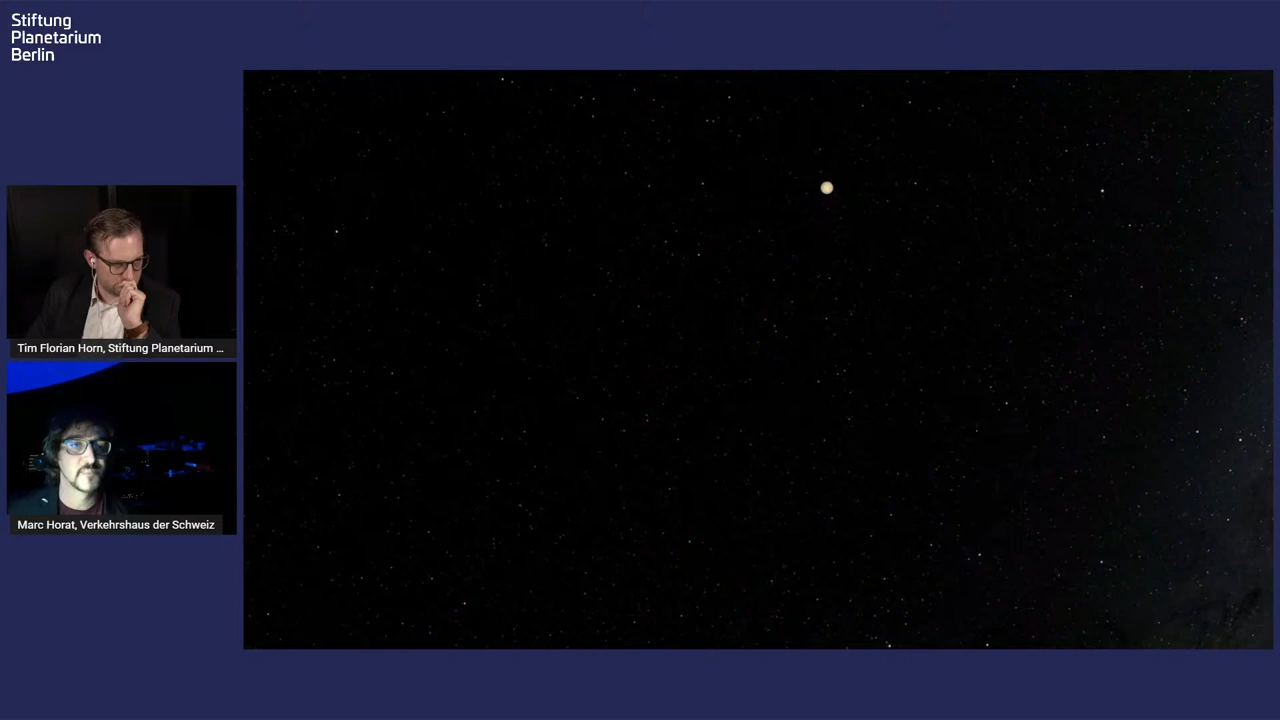 Stiftung
Planetarium
Berlin
Tim Florian Horn, Stiftung Planetarium ...
Marc Horat, Verkehrshaus der Schweiz